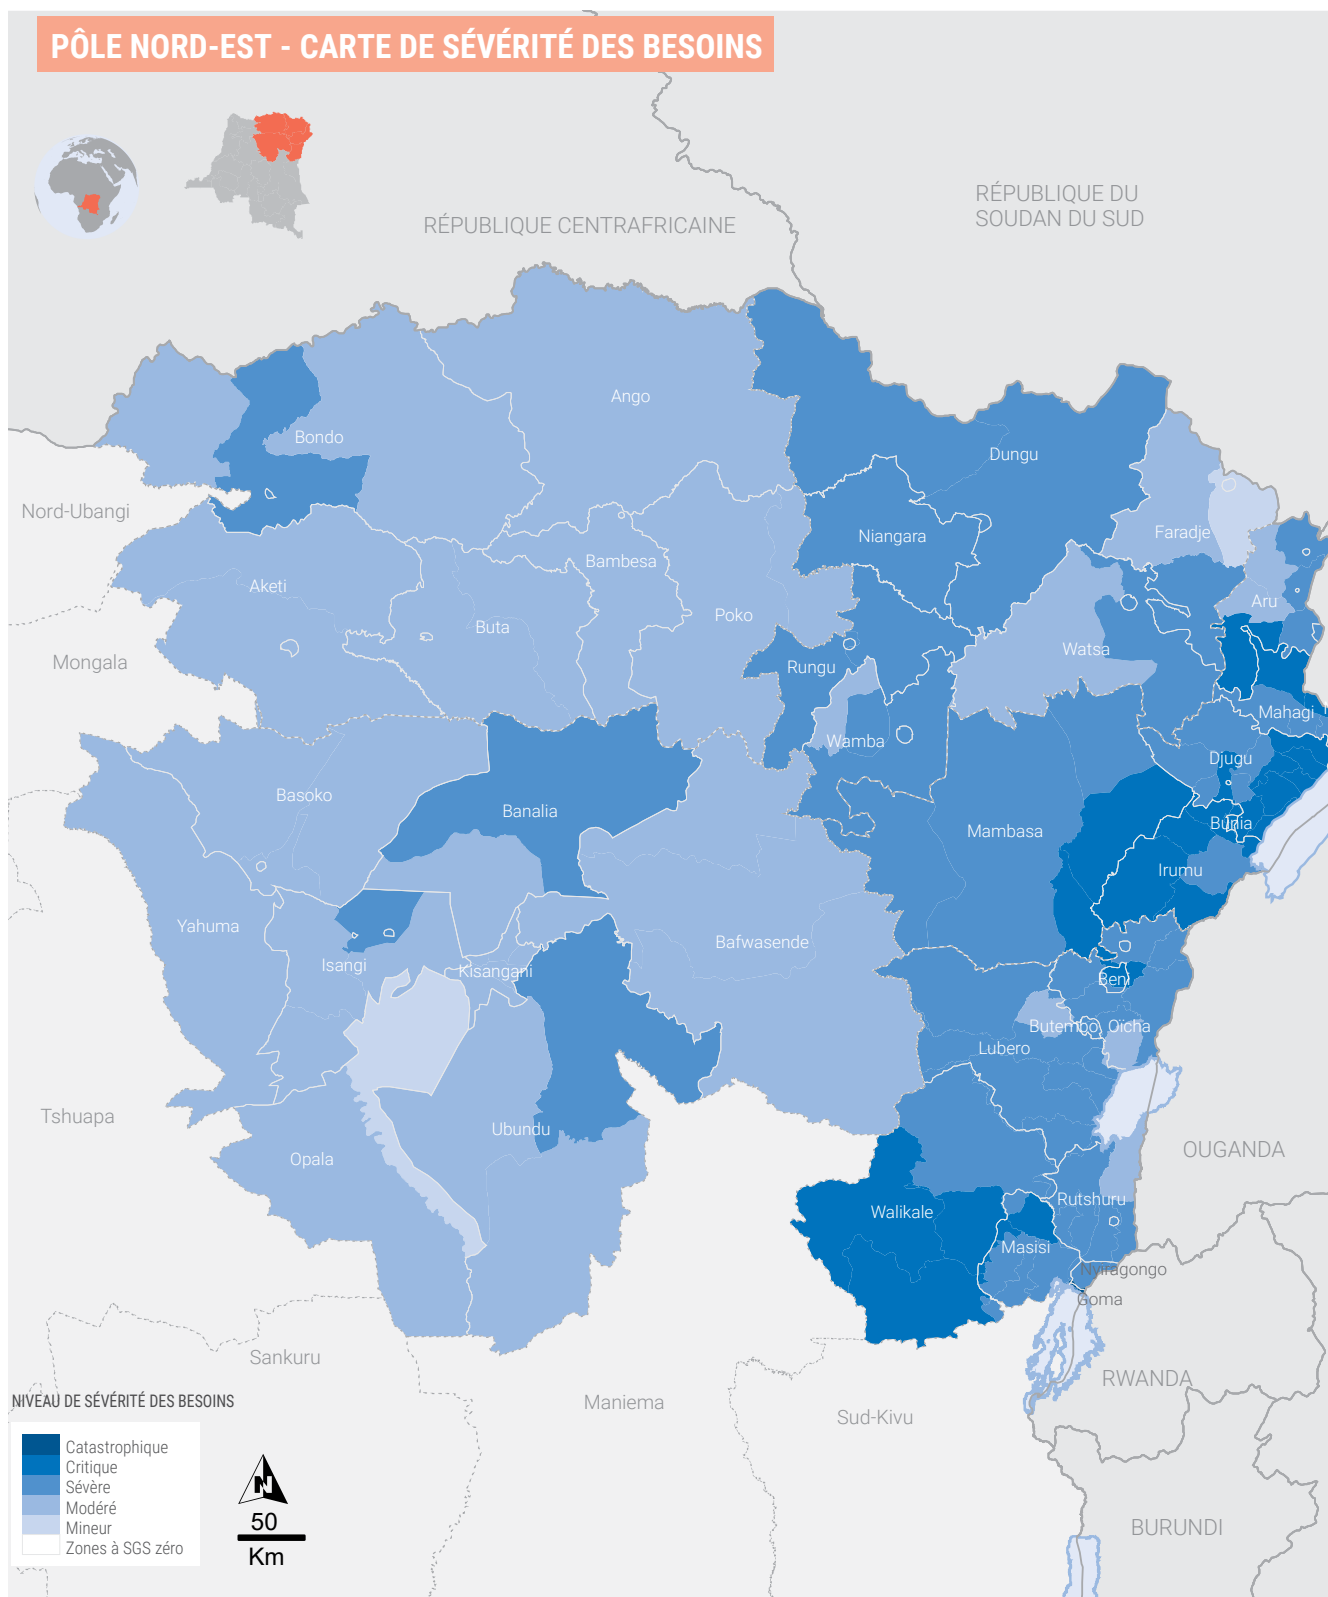 PÔLE NORD-EST - CARTE DE SÉVÉRITÉ DES BESOINS
RÉPUBLIQUE CENTRAFRICAINE
RÉPUBLIQUE DU
SOUDAN DU SUD
Ango
Bondo
Dungu
Nord-Ubangi
Niangara
Faradje
Bambesa
Aketi
Aru
Poko
Buta
Mongala
Watsa
Rungu
Mahagi
Wamba
Djugu
Basoko
Banalia
Mambasa
Bunia
Irumu
Yahuma
Bafwasende
Isangi
Kisangani
Beni
Butembo
Oicha
Lubero
Tshuapa
Ubundu
Opala
OUGANDA
Rutshuru
Walikale
Masisi
Nyiragongo
Goma
Sankuru
RWANDA
Maniema
Sud-Kivu
BURUNDI
NIVEAU DE SÉVÉRITÉ DES BESOINS
Catastrophique
Critique
Sévère
Modéré
Mineur
Zones à SGS zéro
N
50
Km